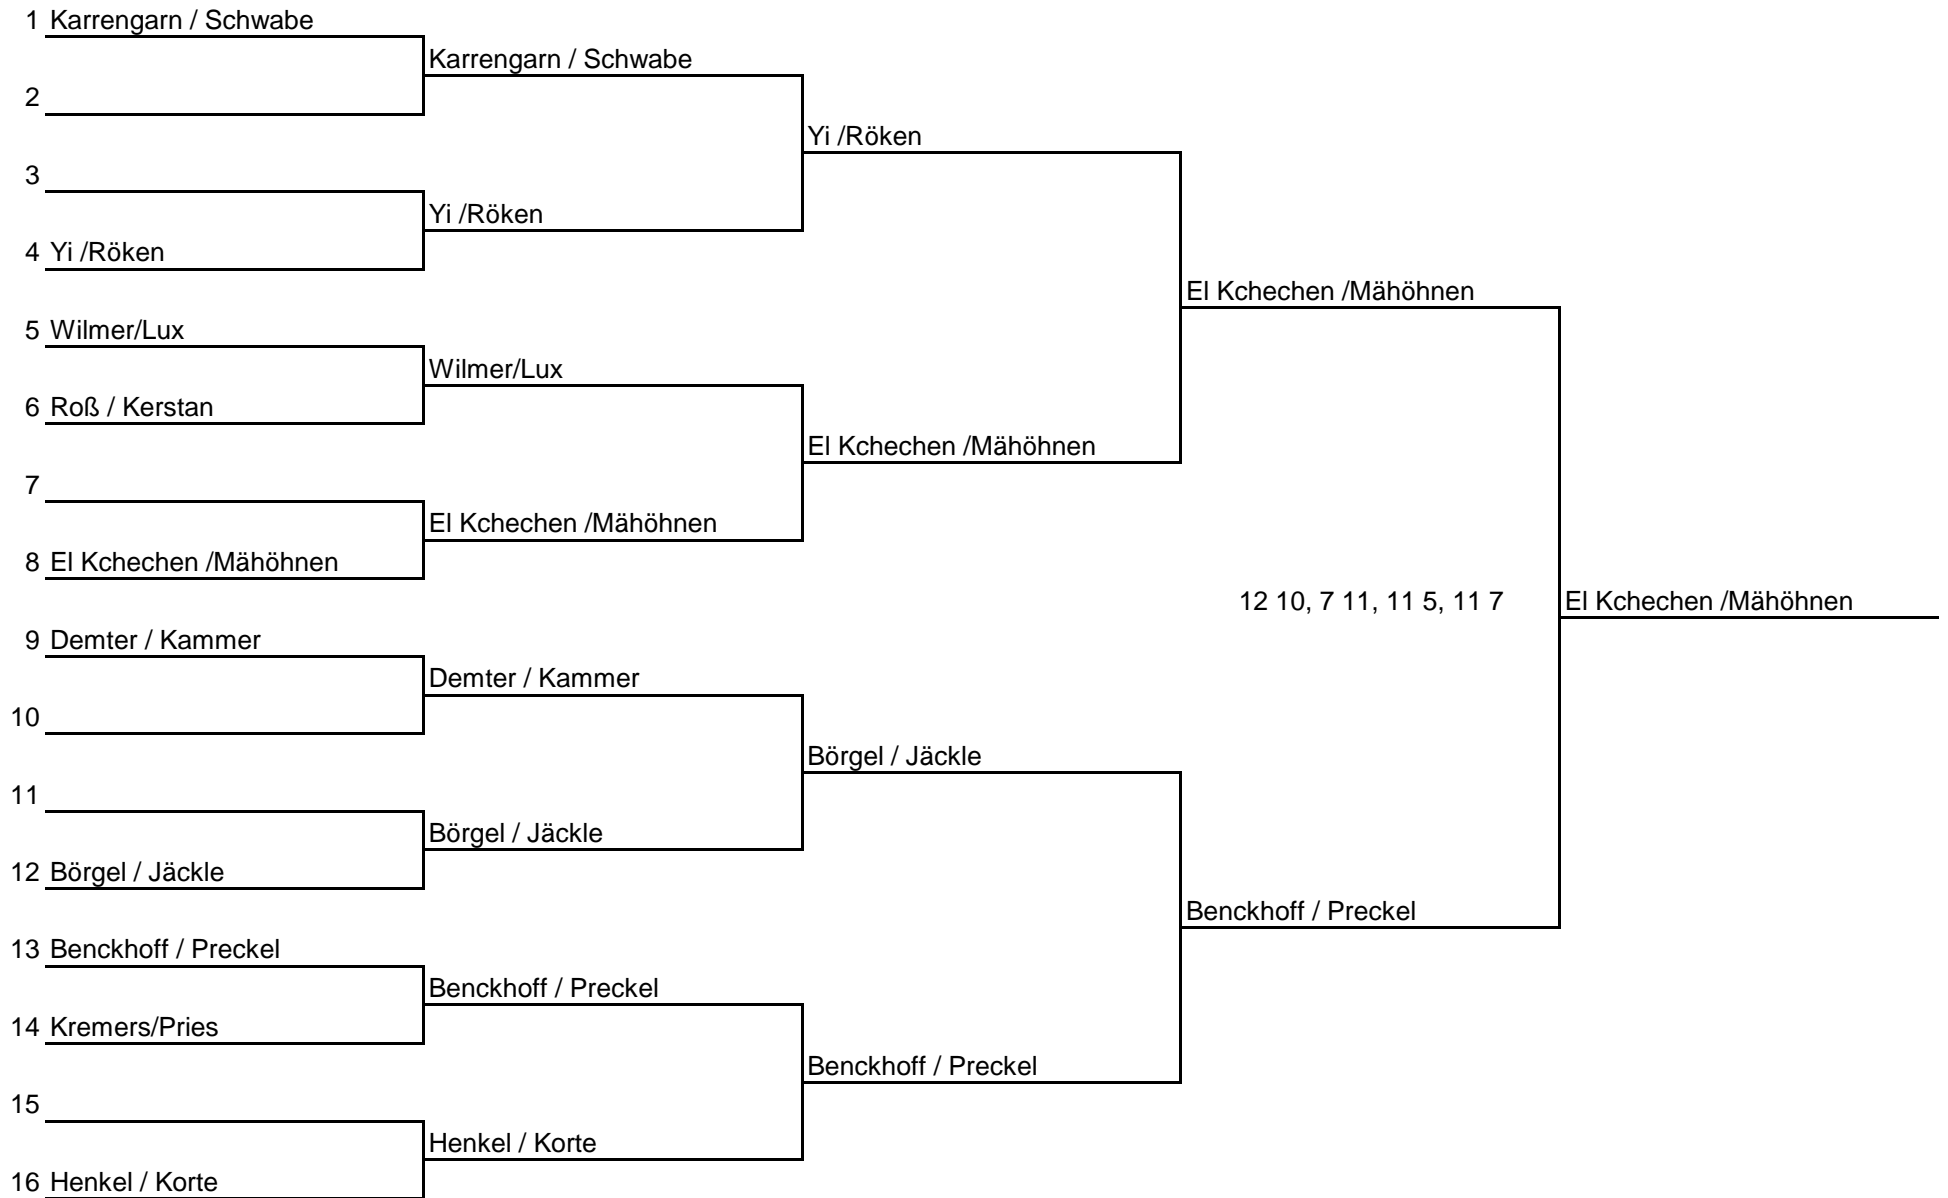 1 Karrengarn / Schwabe
Karrengarn / Schwabe
2
Yi /Röken
3
Yi /Röken
4 Yi /Röken
El Kchechen /Mähöhnen
5 Wilmer/Lux
Wilmer/Lux
6 Roß / Kerstan
El Kchechen /Mähöhnen
7
El Kchechen /Mähöhnen
8 El Kchechen /Mähöhnen
12 10, 7 11, 11 5, 11 7
El Kchechen /Mähöhnen
9 Demter / Kammer
Demter / Kammer
10
Börgel / Jäckle
11
Börgel / Jäckle
12 Börgel / Jäckle
Benckhoff / Preckel
13 Benckhoff / Preckel
Benckhoff / Preckel
14 Kremers/Pries
Benckhoff / Preckel
15
Henkel / Korte
16 Henkel / Korte